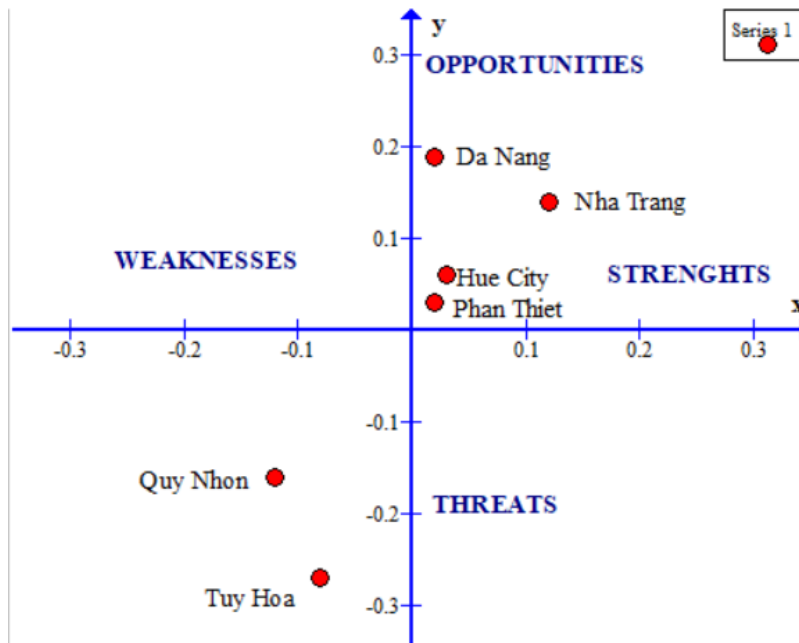 y
Series 1
0.3
OPPORTUNITIES
0.2
Da Nang
Nha Trang
0.1
WEAKNESSES
Hue City
STRENGHTS
Phan Thiet
x
-0.3
-0.2
-0.1
0.1
0.2
0.3
-0.1
Quy Nhon
-0.2
THREATS
Tuy Hoa
-0.3